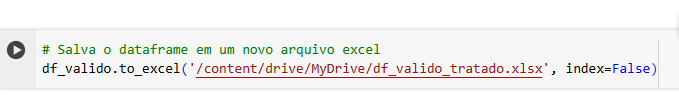 # Salva o dataframe em um novo arquivo excel
df_valido.to_excel('/content/drive/MyDrive/df_valido_tratado.xlsx', index=False)